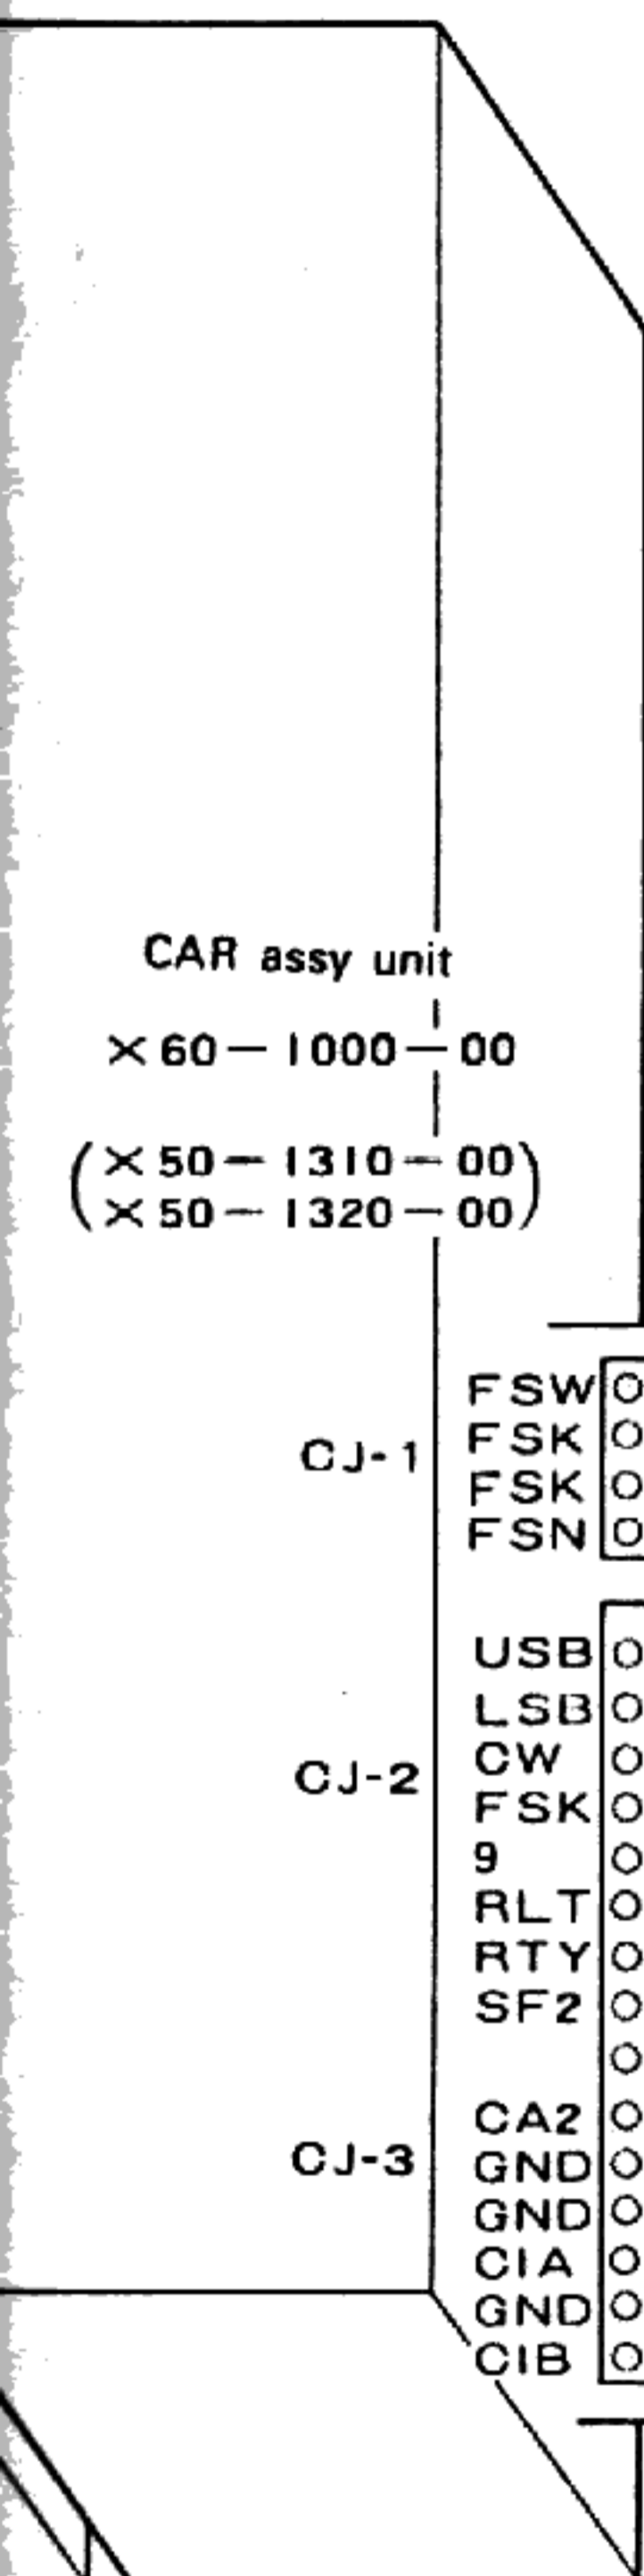 CAR assy unit
X60-1000-00
(X50-1310-00)
(X50-1320-00)
FSW
CJ-1
FSK
FSK
FSN
USB
LSB
CW
CJ-2
FSK
9
RLT
RTY
SF2
CA2
CJ-3
GND
GND
CIA
GND
CIB